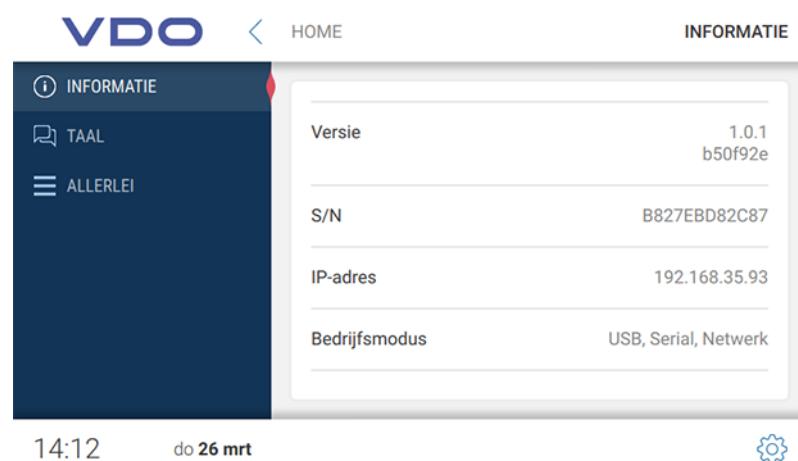 VDO
HOME
INFORMATIE
INFORMATIE
TAAL
ALLERLEI
Versie
1.0.1
b50f92e
S/N
B827EBD82C87
IP-adres
192.168.35.93
Bedrijfsmodus
USB, Serial, Netwerk
14:12
do 26 mrt